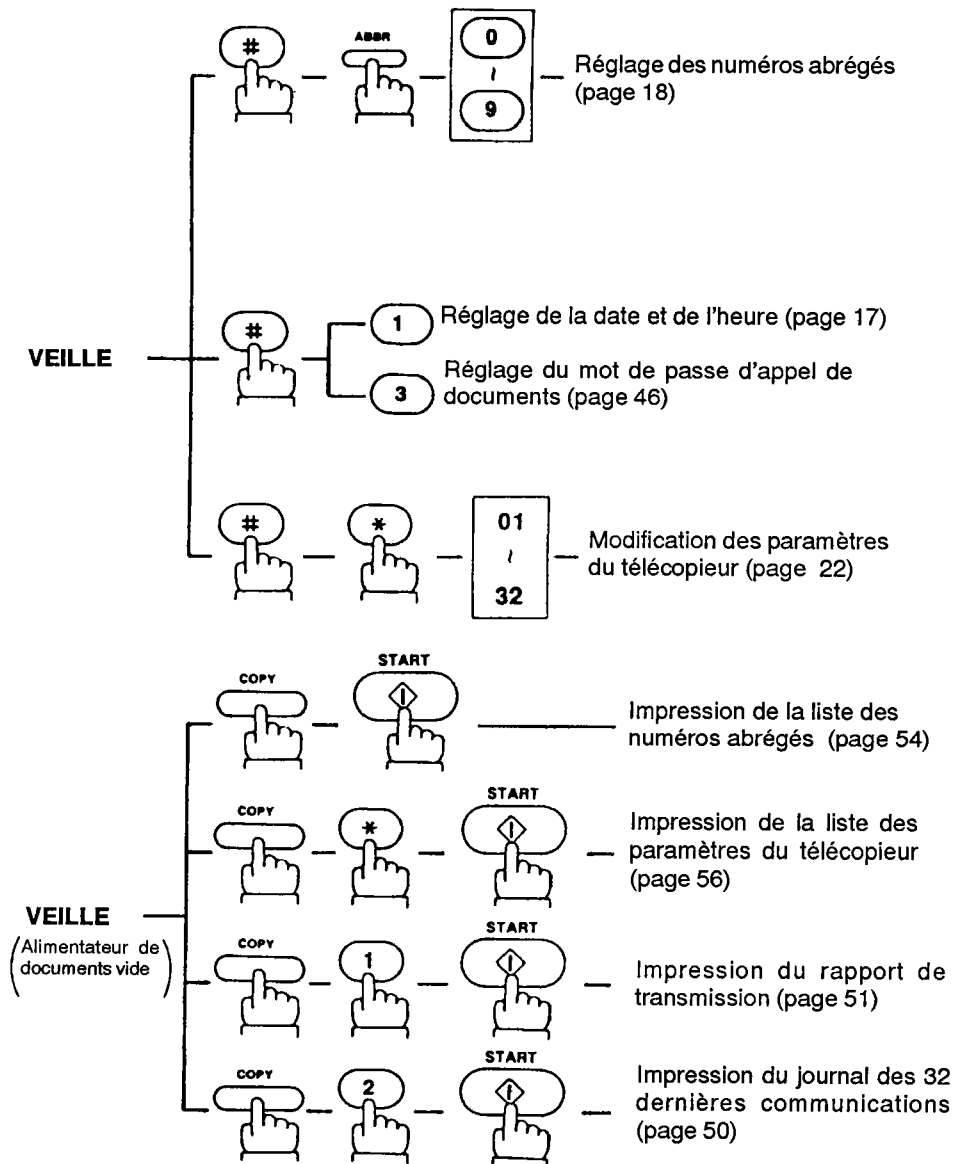 #
ABBR
0
~
9
Réglage des numéros abrégés
(page 18)
VEILLE
#
1
Réglage de la date et de l'heure (page 17)
3
Réglage du mot de passe d'appel de
documents (page 46)
#
*
01
~
32
Modification des paramètres
du télécopieur (page 22)
COPY
START
Impression de la liste des
numéros abrégés (page 54)
COPY
*
START
Impression de la liste des
paramètres du télécopieur
(page 56)
VEILLE
(Alimentateur de
documents vide)
COPY
1
START
Impression du rapport de
transmission (page 51)
COPY
2
START
Impression du journal des 32
dernières communications
(page 50)